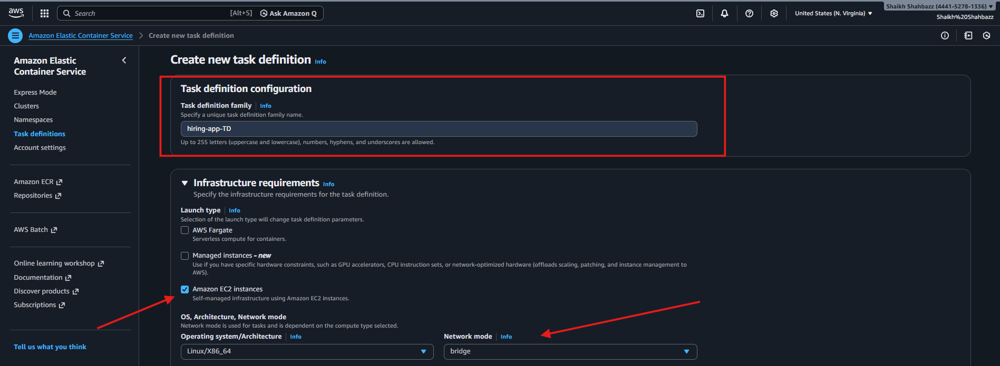 aws
Search
[Alt+S]
Ask Amazon Q
United States (N. Virginia)
Shaikh Shahbazz (4441-5278-1336)
Shaikh%20Shahbazz
Amazon Elastic Container Service
Create new task definition
Amazon Elastic
Container Service
Express Mode
Clusters
Namespaces
Task definitions
Account settings
Amazon ECR
Repositories
AWS Batch
Online learning workshop
Documentation
Discover products
Subscriptions
Tell us what you think
Create new task definition Info
Task definition configuration
Task definition family Info
Specify a unique task definition family name.
hiring-app-TD
Up to 255 letters (uppercase and lowercase), numbers, hyphens, and underscores are allowed.
Infrastructure requirements Info
Specify the infrastructure requirements for the task definition.
Launch type Info
Selection of the launch type will change task definition parameters.
AWS Fargate
Serverless compute for containers.
Managed instances - new
Use if you have specific hardware constraints, such as GPU accelerators, CPU instruction sets, or network-optimized hardware (offloads scaling, patching, and instance management to
AWS).
Amazon EC2 instances
Self-managed infrastructure using Amazon EC2 instances.
OS, Architecture, Network mode
Network mode is used for tasks and is dependent on the compute type selected.
Operating system/Architecture Info
Linux/X86_64
Network mode Info
bridge